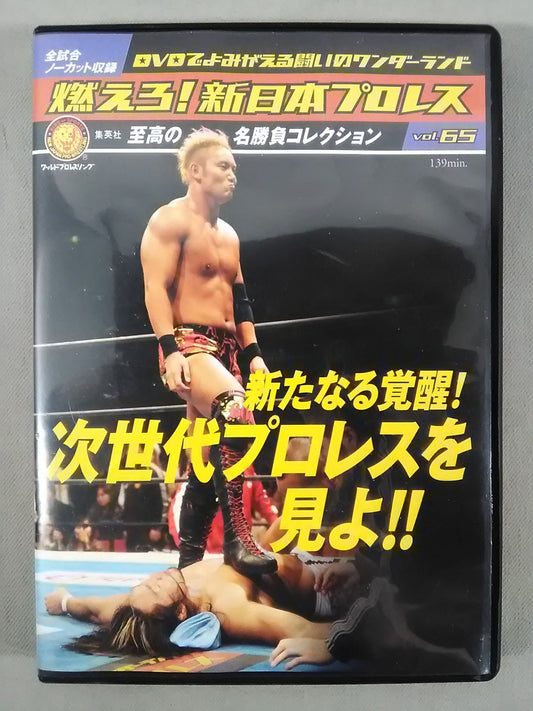 全試合
ノーカット収録
DVDでよみがえる闘いのワンダーランド
燃えろ!新日本プロレス
集英社
至高の名勝負コレクション
vol.65
ワールドプロレスリング
139min.
新たなる覚醒!
次世代プロレスを
見よ!!